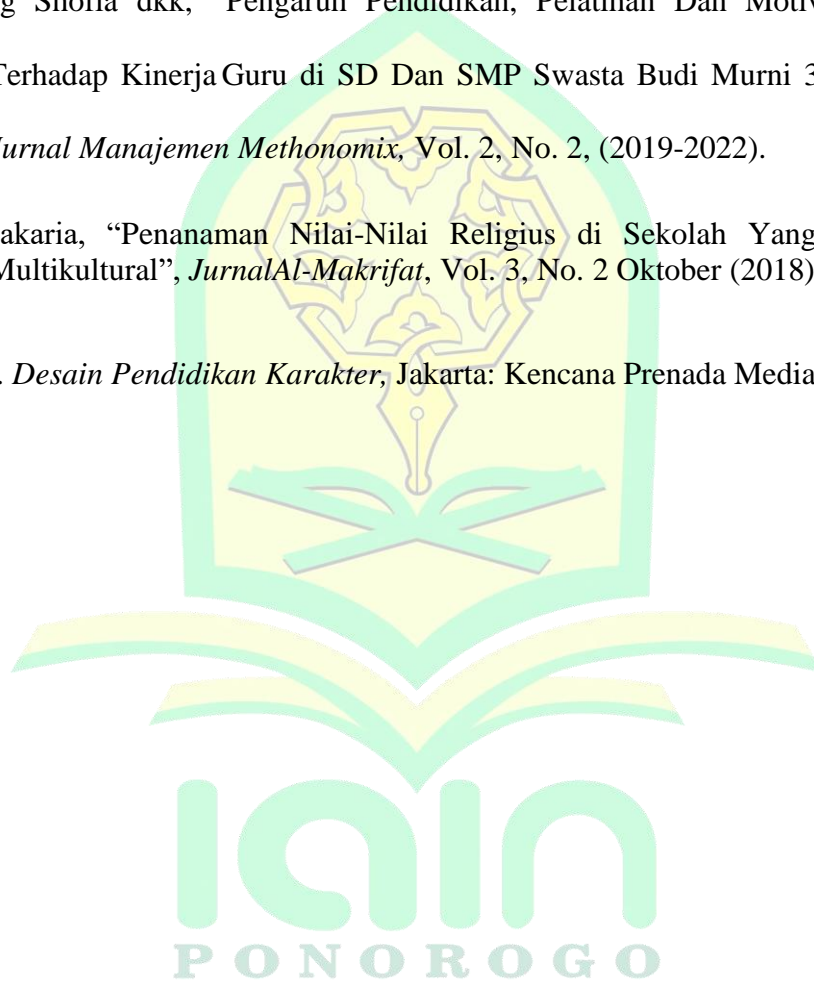 g Shofia dkk, “Pengaruh Pendidikan, Pelatihan Dan Motiv
Terhadap Kinerja Guru di SD Dan SMP Swasta Budi Murni 3
Jurnal Manajemen Methonomix, Vol. 2, No. 2, (2019-2022).
akaria, “Penanaman Nilai-Nilai Religius di Sekolah Yang
Multikultural”, JurnalAl-Makrifat, Vol. 3, No. 2 Oktober (2018)
. Desain Pendidikan Karakter, Jakarta: Kencana Prenada Media
IAIN
PONOROGO